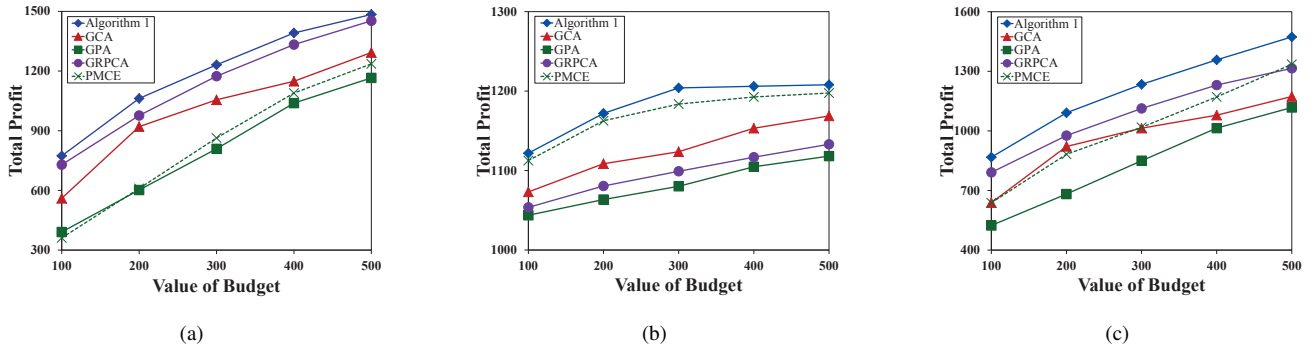 1500
1200
900
600
300
Total Profit
Algorithm 1
GCA
GPA
GRPCA
PMCE
100 200 300 400 500
Value of Budget
(a)
1300
1200
1100
1000
Total Profit
Algorithm 1
GCA
GPA
GRPCA
PMCE
100 200 300 400 500
Value of Budget
(b)
1600
1300
1000
700
400
Total Profit
Algorithm 1
GCA
GPA
GRPCA
PMCE
100 200 300 400 500
Value of Budget
(c)